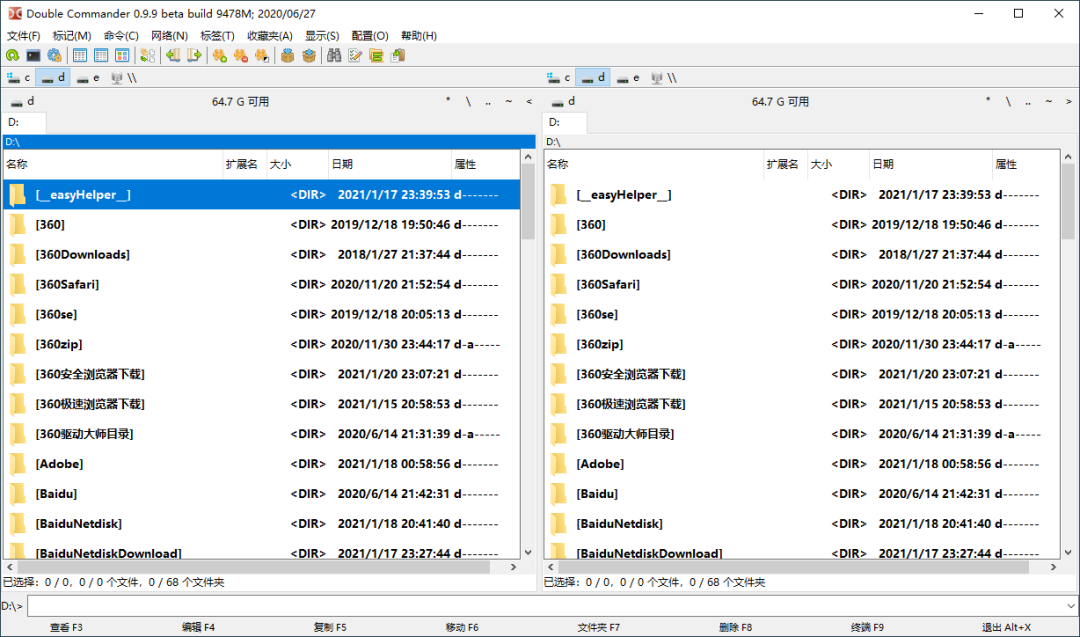 Double Commander 0.9.9 beta build 9478M; 2020/06/27
文件(F) 标记(M) 命令(C) 网络(N) 标签(T) 收藏夹(A) 显示(S) 配置(O) 帮助(H)
c d e \\ c d e \\
d 64.7 G 可用 * \ .. ~ < d 64.7 G 可用 * \ .. ~ >
D: D:
D:\ D:\
名称 扩展名 大小 日期 属性 名称 扩展名 大小 日期 属性
[__easyHelper__] <DIR> 2021/1/17 23:39:53 d------- [__easyHelper__] <DIR> 2021/1/17 23:39:53 d-------
[360] <DIR> 2019/12/18 19:50:46 d------- [360] <DIR> 2019/12/18 19:50:46 d-------
[360Downloads] <DIR> 2018/1/27 21:37:44 d------- [360Downloads] <DIR> 2018/1/27 21:37:44 d-------
[360Safari] <DIR> 2020/11/20 21:52:54 d------- [360Safari] <DIR> 2020/11/20 21:52:54 d-------
[360se] <DIR> 2019/12/18 20:05:13 d------- [360se] <DIR> 2019/12/18 20:05:13 d-------
[360zip] <DIR> 2020/11/30 23:44:17 d-a----- [360zip] <DIR> 2020/11/30 23:44:17 d-a-----
[360安全浏览器下载] <DIR> 2021/1/20 23:07:21 d------- [360安全浏览器下载] <DIR> 2021/1/20 23:07:21 d-------
[360极速浏览器下载] <DIR> 2021/1/15 20:58:53 d------- [360极速浏览器下载] <DIR> 2021/1/15 20:58:53 d-------
[360驱动大师目录] <DIR> 2020/6/14 21:31:39 d-a----- [360驱动大师目录] <DIR> 2020/6/14 21:31:39 d-a-----
[Adobe] <DIR> 2021/1/18 00:58:56 d------- [Adobe] <DIR> 2021/1/18 00:58:56 d-------
[Baidu] <DIR> 2020/6/14 21:42:31 d------- [Baidu] <DIR> 2020/6/14 21:42:31 d-------
[BaiduNetdisk] <DIR> 2021/1/18 20:41:40 d------- [BaiduNetdisk] <DIR> 2021/1/18 20:41:40 d-------
[BaiduNetdiskDownload] <DIR> 2021/1/17 23:27:44 d------- [BaiduNetdiskDownload] <DIR> 2021/1/17 23:27:44 d-------
已选择: 0 / 0, 0 / 0 个文件, 0 / 68 个文件夹 已选择: 0 / 0, 0 / 0 个文件, 0 / 68 个文件夹
D:\>
查看 F3 编辑 F4 复制 F5 移动 F6 文件夹 F7 删除 F8 终端 F9 退出 Alt+X